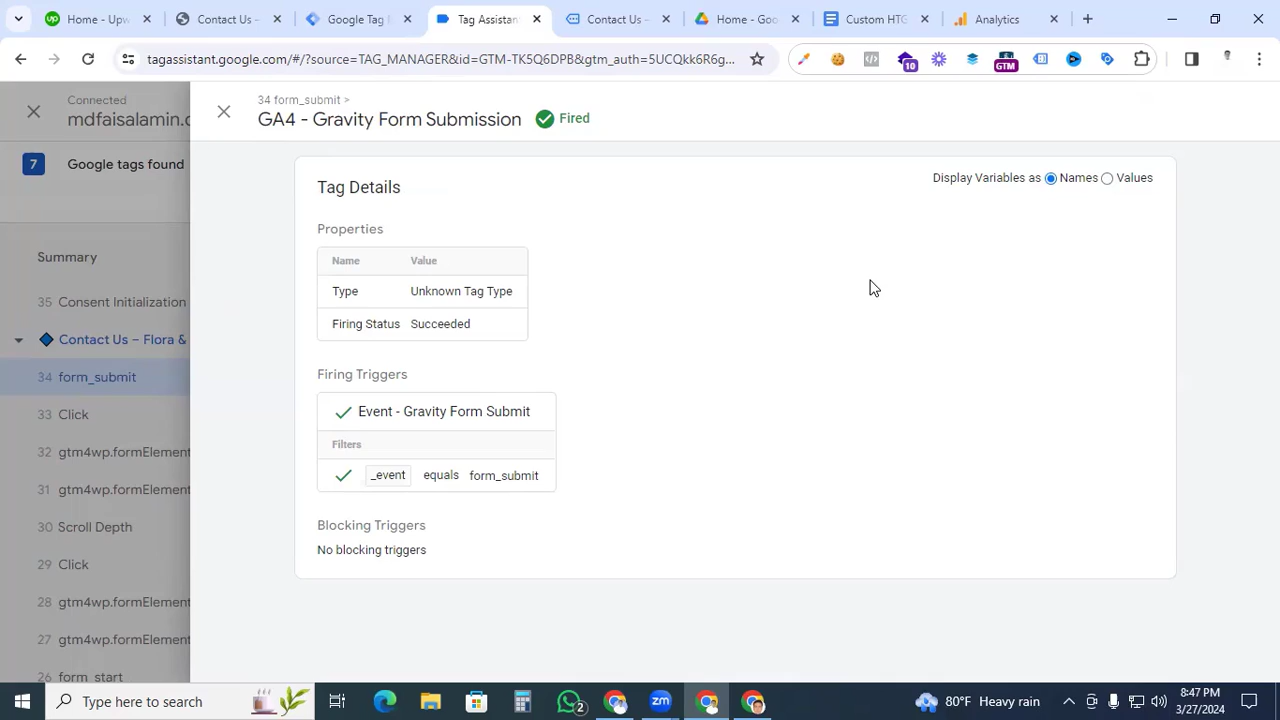 Home - Upw
Contact Us -
Google Tag
Tag Assistan
Contact Us –
Home - Goo
Custom HTG
Analytics
tagassistant.google.com/#/?source=TAG_MANAGER&id=GTM-TK5Q6DPB&gtm_auth=5UCQkk6R6g...
10
GTM
Connected
mdfaisalamin.c
34 form_submit >
GA4 - Gravity Form Submission
Fired
7 Google tags found
Tag Details
Display Variables as Names Values
Properties
Name Value
Type Unknown Tag Type
Firing Status Succeeded
Firing Triggers
Event - Gravity Form Submit
Filters
_event equals form_submit
Blocking Triggers
No blocking triggers
Summary
35 Consent Initialization
Contact Us – Flora &
34 form_submit
33 Click
32 gtm4wp.formElement
31 gtm4wp.formElement
30 Scroll Depth
29 Click
28 gtm4wp.formElement
27 gtm4wp.formElement
26 form_start
Type here to search
2
80°F Heavy rain
8:47 PM
3/27/2024